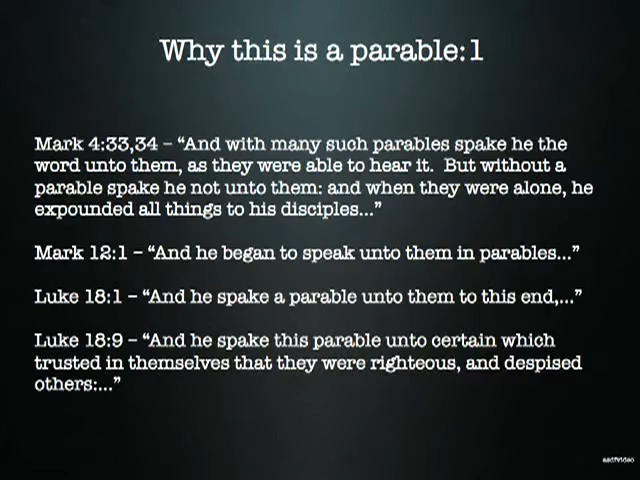 Why this is a parable:1
Mark 4:33,34 – “And with many such parables spake he the
word unto them, as they were able to hear it.  But without a
parable spake he not unto them: and when they were alone, he
expounded all things to his disciples...”
Mark 12:1 – “And he began to speak unto them in parables...”
Luke 18:1 – “And he spake a parable unto them to this end,...”
Luke 18:9 – “And he spake this parable unto certain which
trusted in themselves that they were righteous, and despised
others:...”